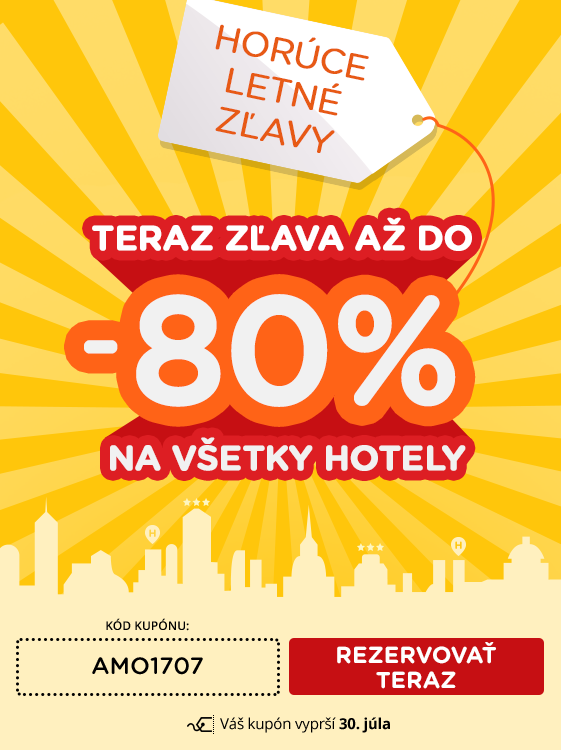 HORÚCE
LETNÉ
ZĽAVY
TERAZ ZĽAVA AŽ DO
-80%
NA VŠETKY HOTELY
H
H
KÓD KUPÓNU:
AMO1707
REZERVOVAŤ
TERAZ
Váš kupón vyprší 30. júla